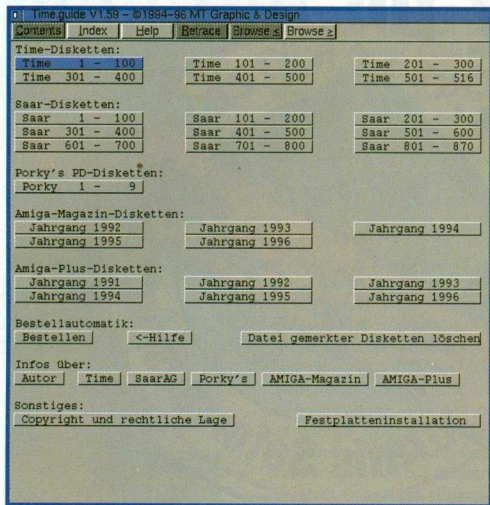 Time.guide V1.59 – ©1984-96 MT Graphic & Design
Contents Index Help Retrace Browse < Browse >
Time-Disketten:
Time 1 - 100 Time 101 - 200 Time 201 - 300
Time 301 - 400 Time 401 - 500 Time 501 - 516
Saar-Disketten:
Saar 1 - 100 Saar 101 - 200 Saar 201 - 300
Saar 301 - 400 Saar 401 - 500 Saar 501 - 600
Saar 601 - 700 Saar 701 - 800 Saar 801 - 870
Porky's PD-Disketten:
Porky 1 - 9
Amiga-Magazin-Disketten:
Jahrgang 1992 Jahrgang 1993 Jahrgang 1994
Jahrgang 1995 Jahrgang 1996
Amiga-Plus-Disketten:
Jahrgang 1991 Jahrgang 1992 Jahrgang 1993
Jahrgang 1994 Jahrgang 1995 Jahrgang 1996
Bestellautomatik:
Bestellen <-Hilfe Datei gemerkter Disketten löschen
Infos über:
Autor Time SaarAG Porky's AMIGA-Magazin AMIGA-Plus
Sonstiges:
Copyright und rechtliche Lage Festplatteninstallation